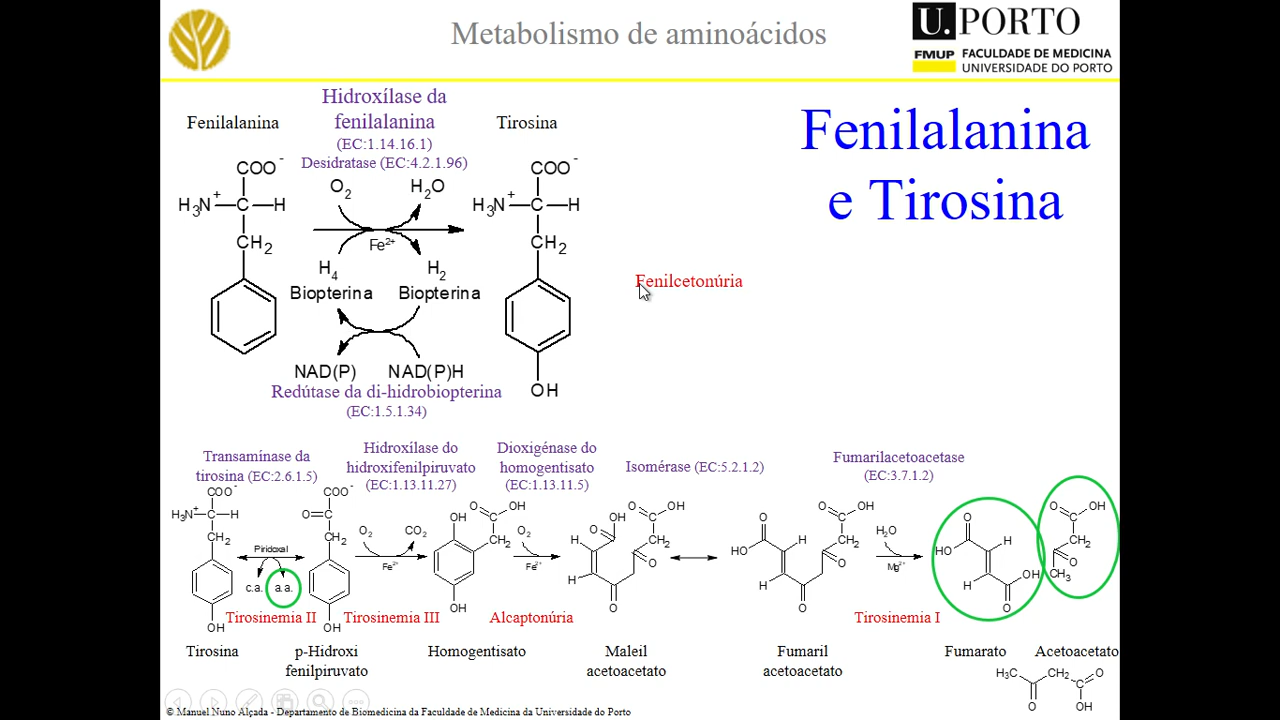 Metabolismo de aminoácidos
U. PORTO
FMUP FACULDADE DE MEDICINA
UNIVERSIDADE DO PORTO
Fenilalanina
e Tirosina
Hidroxílase da
fenilalanina
(EC:1.14.16.1)
Desidratase (EC:4.2.1.96)
Fenilalanina
Tirosina
COO-
H3N+ C H
CH2
O2 H2O
Fe2+
H4
Biopterina
H2
Biopterina
NAD(P) NAD(P)H
Redútase da di-hidrobiopterina
(EC:1.5.1.34)
COO-
H3N+ C H
CH2
OH
Fenilcetonúria
Transamínase da
tirosina (EC:2.6.1.5)
Hidroxílase do
hidroxifenilpiruvato
(EC:1.13.11.27)
Dioxigénase do
homogentisato
(EC:1.13.11.5)
Isomérase (EC:5.2.1.2)
Fumarilacetoacetase
(EC:3.7.1.2)
COO-
H3N+ C H
CH2
OH
Piridoxal
c.a. a.a.
COO-
O C
CH2
OH
O2 CO2
Fe2+
OH O OH
CH2
OH
O2
Fe2+
O OH O OH
H CH2
H O
O
O O OH
HO H CH2
H O
O
H2O
Mg2+
O
HO H
H OH
O
O OH
CH2
O
CH3
Tirosinemia II
Tirosinemia III
Alcaptonúria
Tirosinemia I
Tirosina
p-Hidroxi
fenilpiruvato
Homogentisato
Maleil
acetoacetato
Fumaril
acetoacetato
Fumarato
Acetoacetato
H3C CH2 O
O OH
© Manuel Nuno Alçada - Departamento de Biomedicina da Faculdade de Medicina da Universidade do Porto